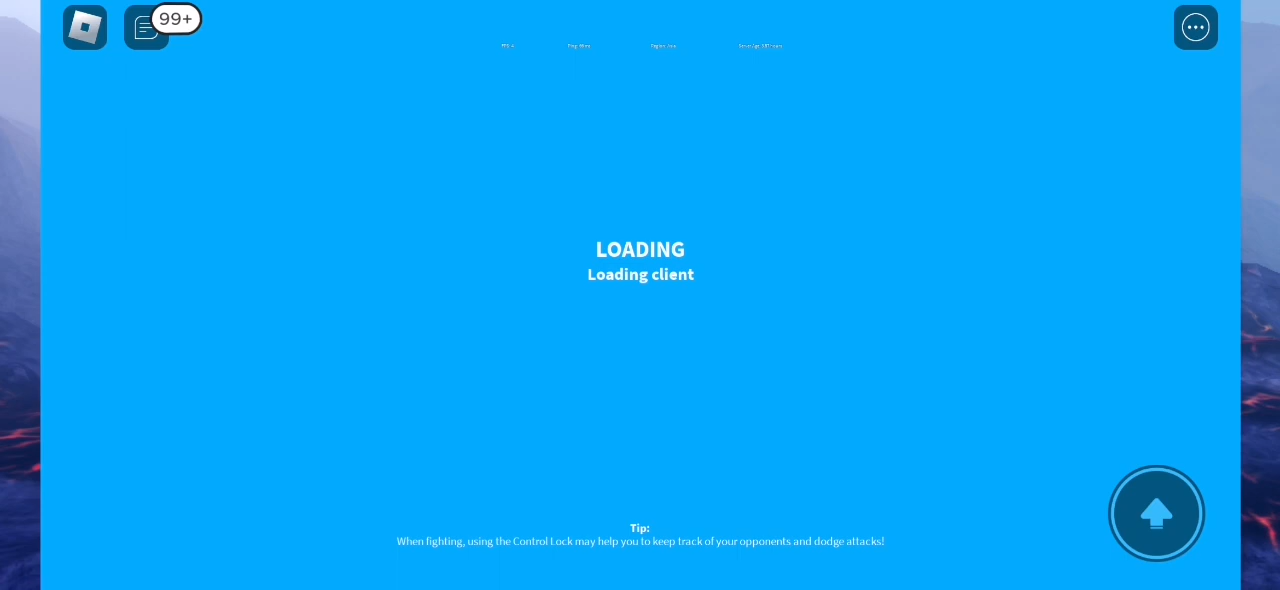 99+
LOADING
Loading client
Tip:
When fighting, using the Control Lock may help you to keep track of your opponents and dodge attacks!